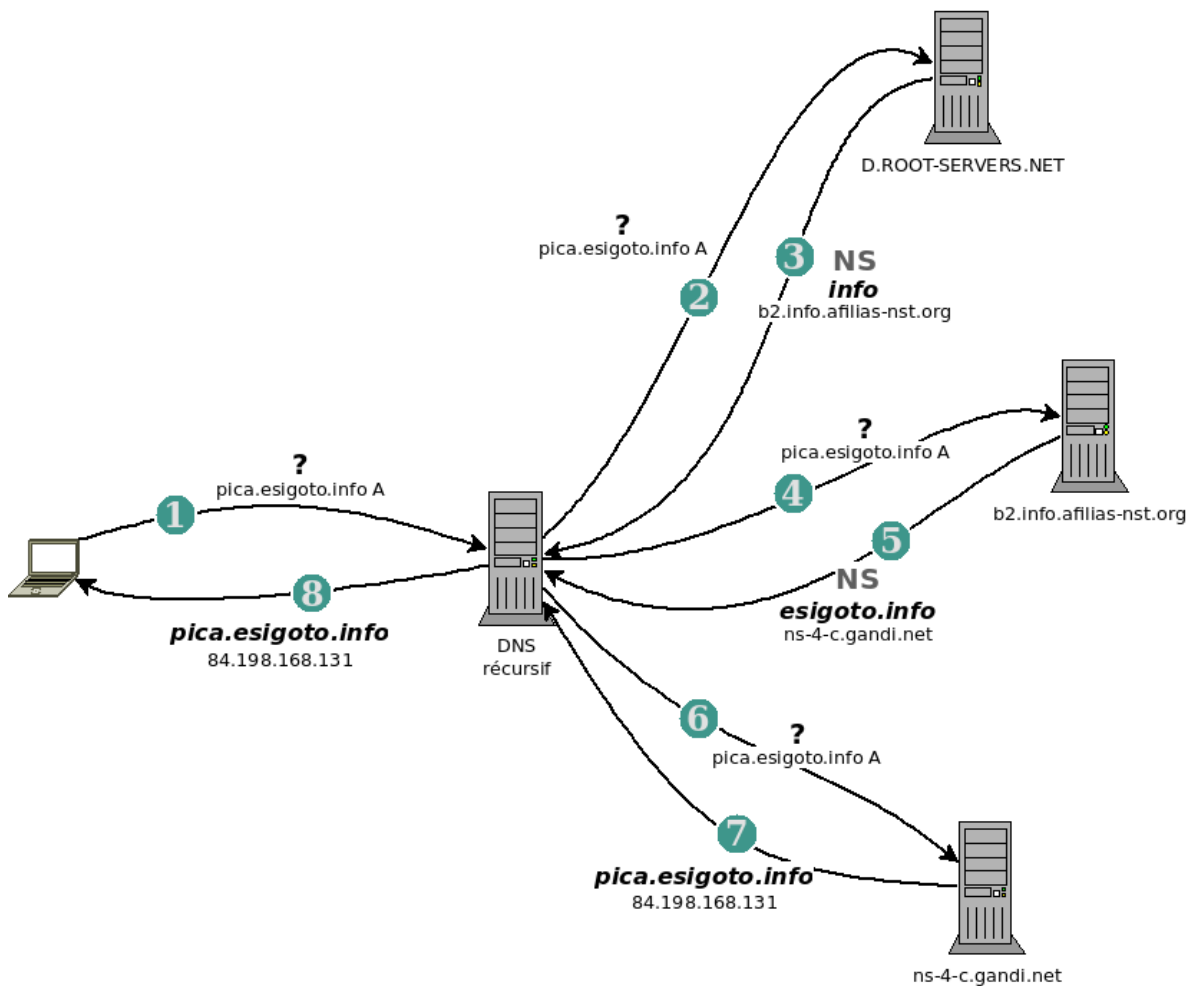 D.ROOT-SERVERS.NET
?
pica.esigoto.info A
2
3
NS
info
b2.info.afilias-nst.org
?
pica.esigoto.info A
4
b2.info.afilias-nst.org
?
pica.esigoto.info A
1
5
NS
esigoto.info
ns-4-c.gandi.net
8
pica.esigoto.info
84.198.168.131
DNS
récursif
6
?
pica.esigoto.info A
7
pica.esigoto.info
84.198.168.131
ns-4-c.gandi.net